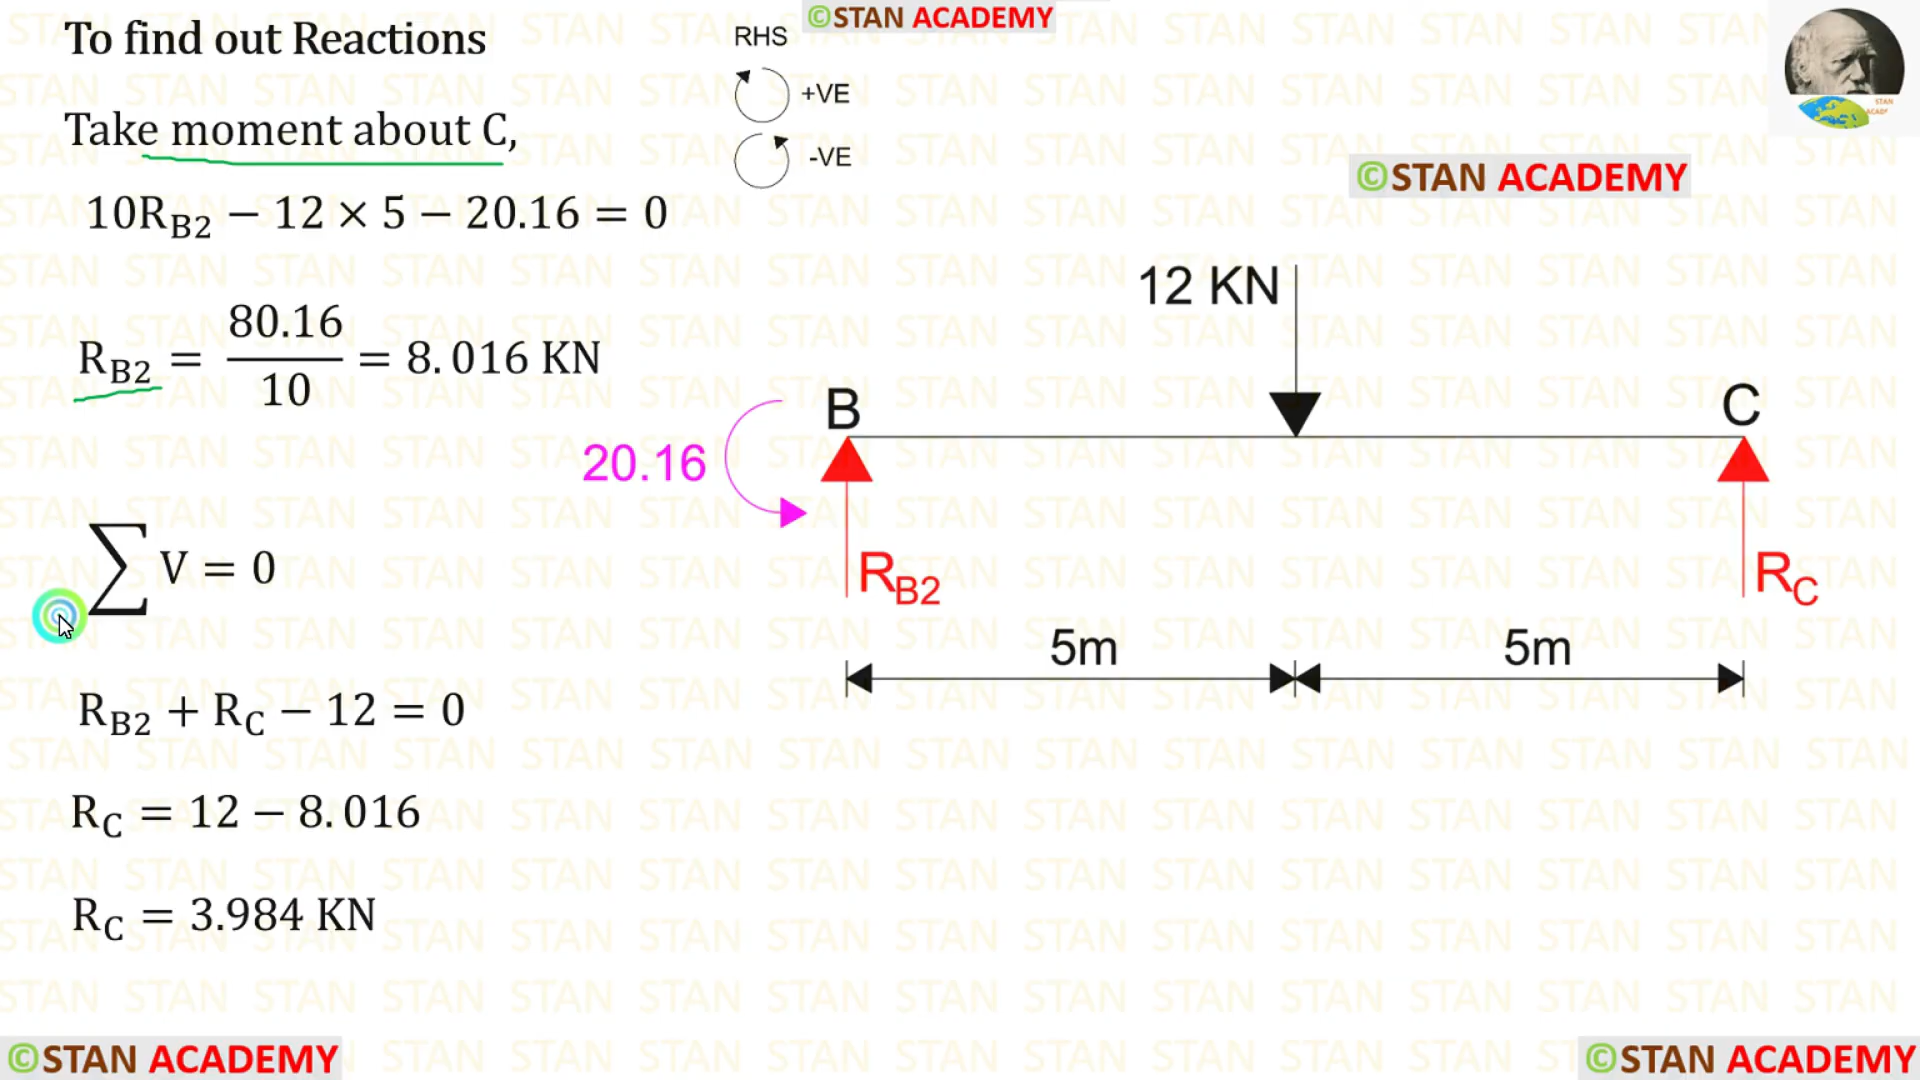 ©STAN ACADEMY
To find out Reactions
RHS
+VE
-VE
Take moment about C,
©STAN ACADEMY
10R_B2 − 12 × 5 − 20.16 = 0
R_B2 = 80.16/10 = 8.016 KN
12 KN
B
C
20.16
R_B2
R_C
5m
5m
∑ V = 0
R_B2 + R_C − 12 = 0
R_C = 12 − 8.016
R_C = 3.984 KN
©STAN ACADEMY
©STAN ACADEMY